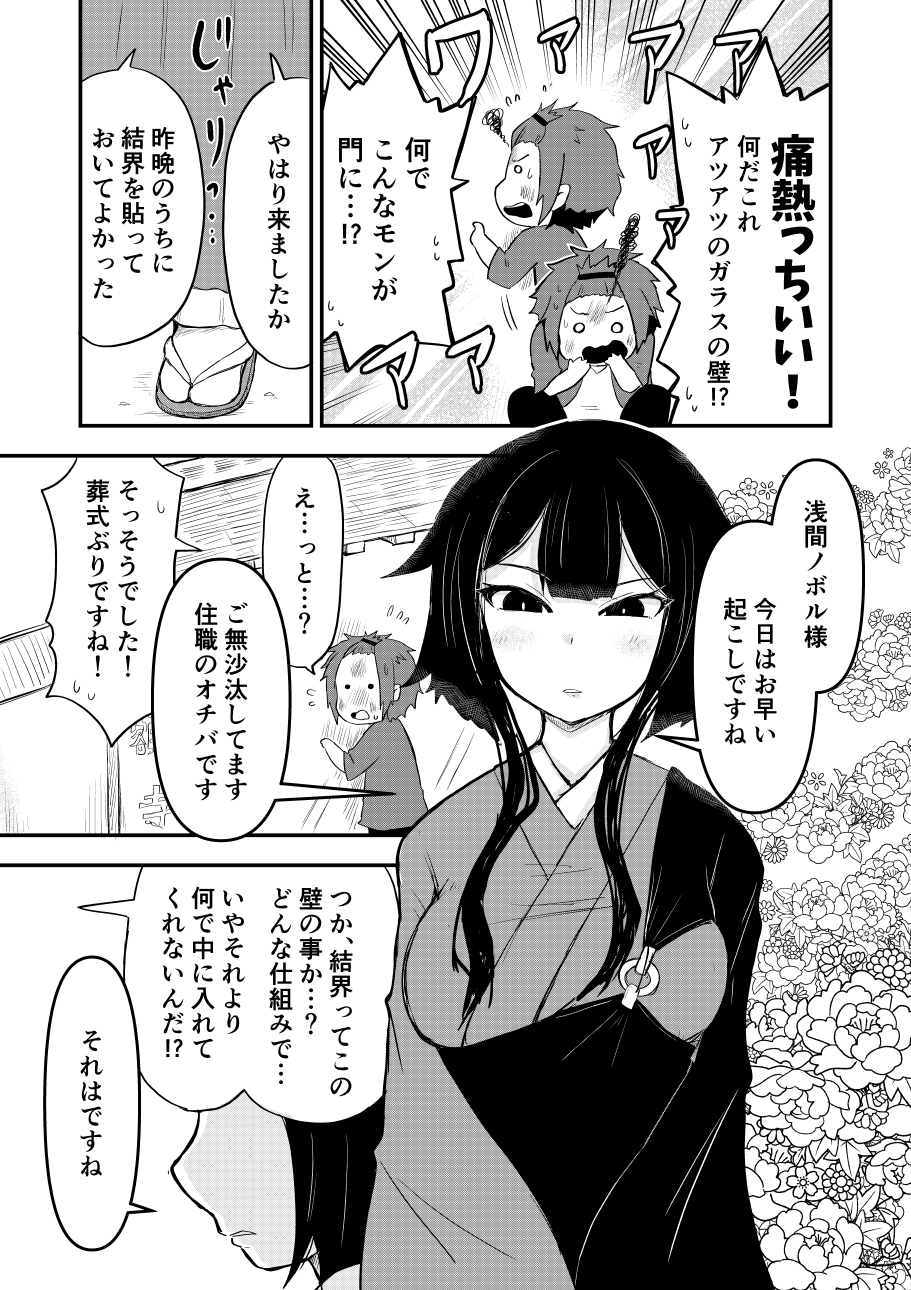 痛熱っちいい！
何だこれ
アツアツのガラスの壁!?
ワァァァァァァァ
何で
こんなモンが
門に…!?
じゃりっ…
やはり来ましたか
昨晩のうちに
結界を貼って
おいてよかった
浅間ノボル様
今日はお早い
起こしですね
え…っと…？
ご無沙汰してます
住職のオチバです
そっそうでした！
葬式ぶりですね！
つか、結界ってこの
壁の事か…？
どんな仕組みで…
いやそれより
何で中に入れて
くれないんだ!?
それはですね